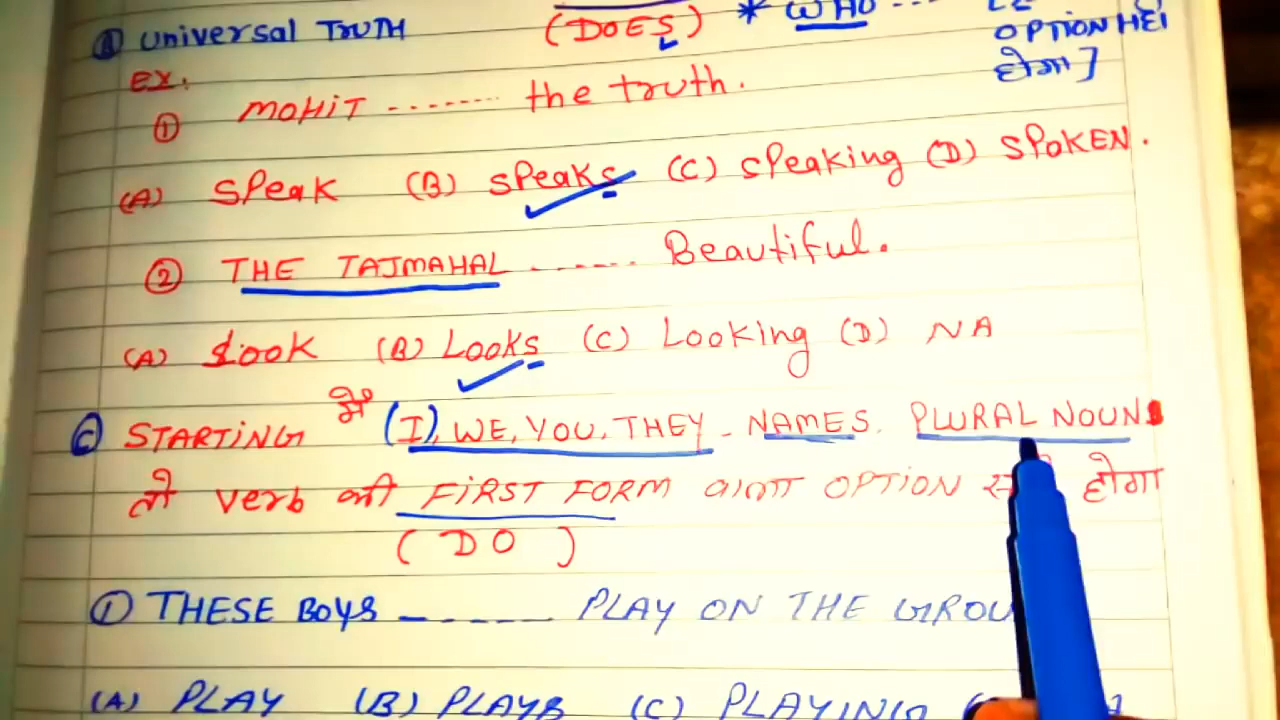 (B) Universal TRUTH (DOES) * WHO ....
OPTION HEI
ex. होगा ]
① MOHIT ........ the truth.
(A) SPeak (B) sPeaks (C) speaking (D) SPOKEN.
② THE TAJMAHAL ....... Beautiful.
(A) Look (B) Looks (C) Looking (D) NA
(C) STARTING में (I), WE, YOU, THEY - NAMES, PLURAL NOUNS
तो verb की FIRST FORM वाला OPTION होगा
(DO)
① THESE BOYS ------ PLAY ON THE
(A) PLAY (B) PLAYS (C) PLAYING